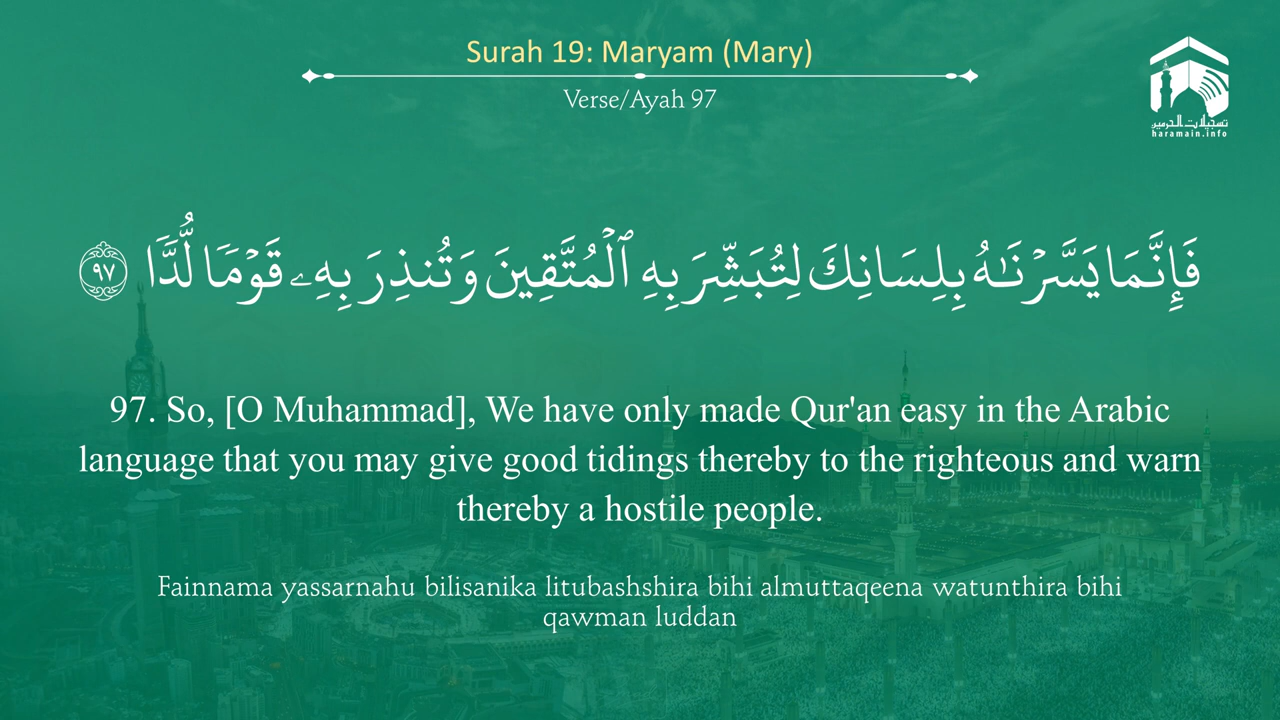 Surah 19: Maryam (Mary)
Verse/Ayah 97
تسجيلات الحرمين
haramain.info
فَإِنَّمَا يَسَّرۡنَٰهُ بِلِسَانِكَ لِتُبَشِّرَ بِهِ ٱلۡمُتَّقِينَ وَتُنذِرَ بِهِۦ قَوۡمٗا لُّدّٗا ٩٧
97. So, [O Muhammad], We have only made Qur'an easy in the Arabic
language that you may give good tidings thereby to the righteous and warn
thereby a hostile people.
Fainnama yassarnahu bilisanika litubashshira bihi almuttaqeena watunthira bihi
qawman luddan